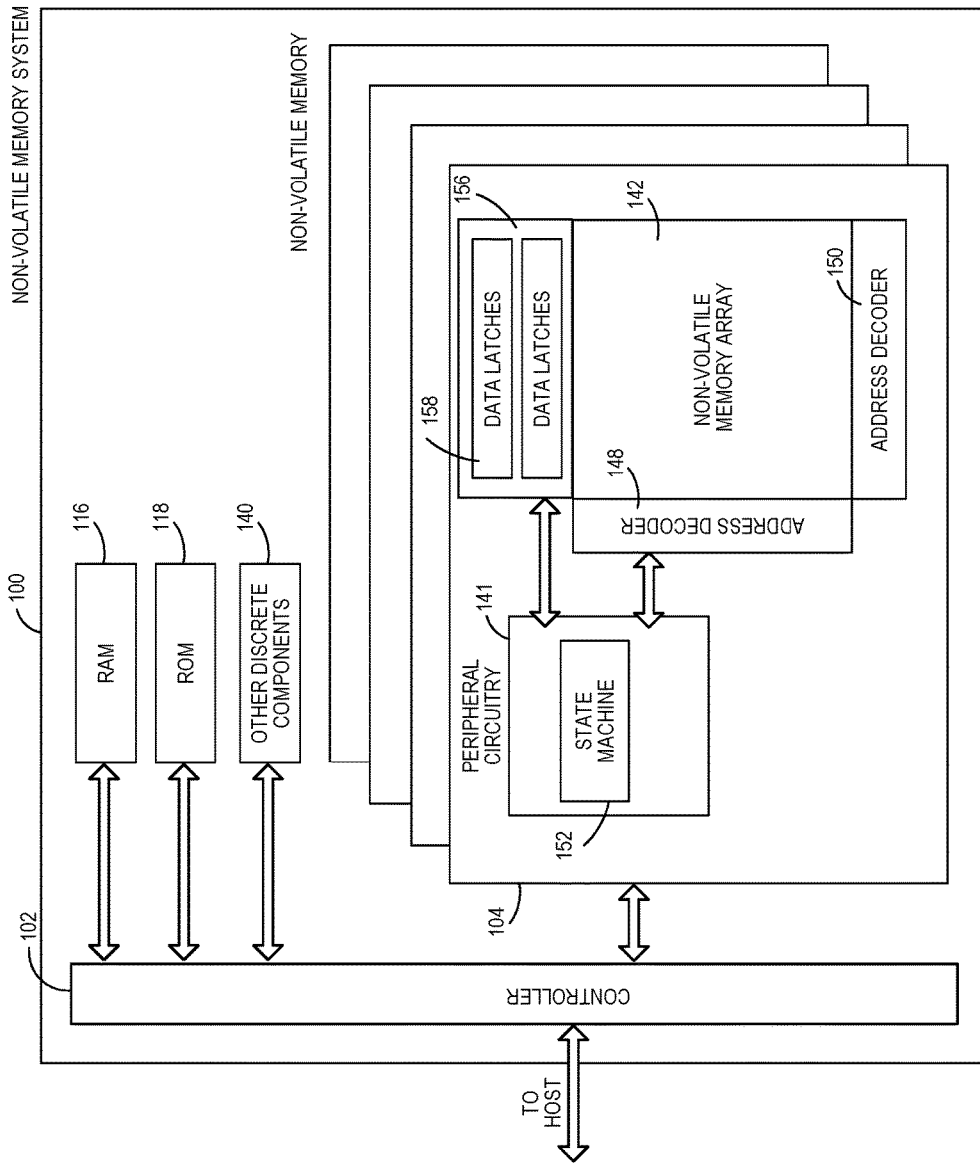 NON-VOLATILE MEMORY SYSTEM
100
102
CONTROLLER
TO
HOST
RAM
116
ROM
118
OTHER DISCRETE
COMPONENTS
140
NON-VOLATILE MEMORY
104
PERIPHERAL
CIRCUITRY
141
STATE
MACHINE
152
158
DATA LATCHES
DATA LATCHES
156
148
ADDRESS DECODER
NON-VOLATILE
MEMORY ARRAY
142
150
ADDRESS DECODER